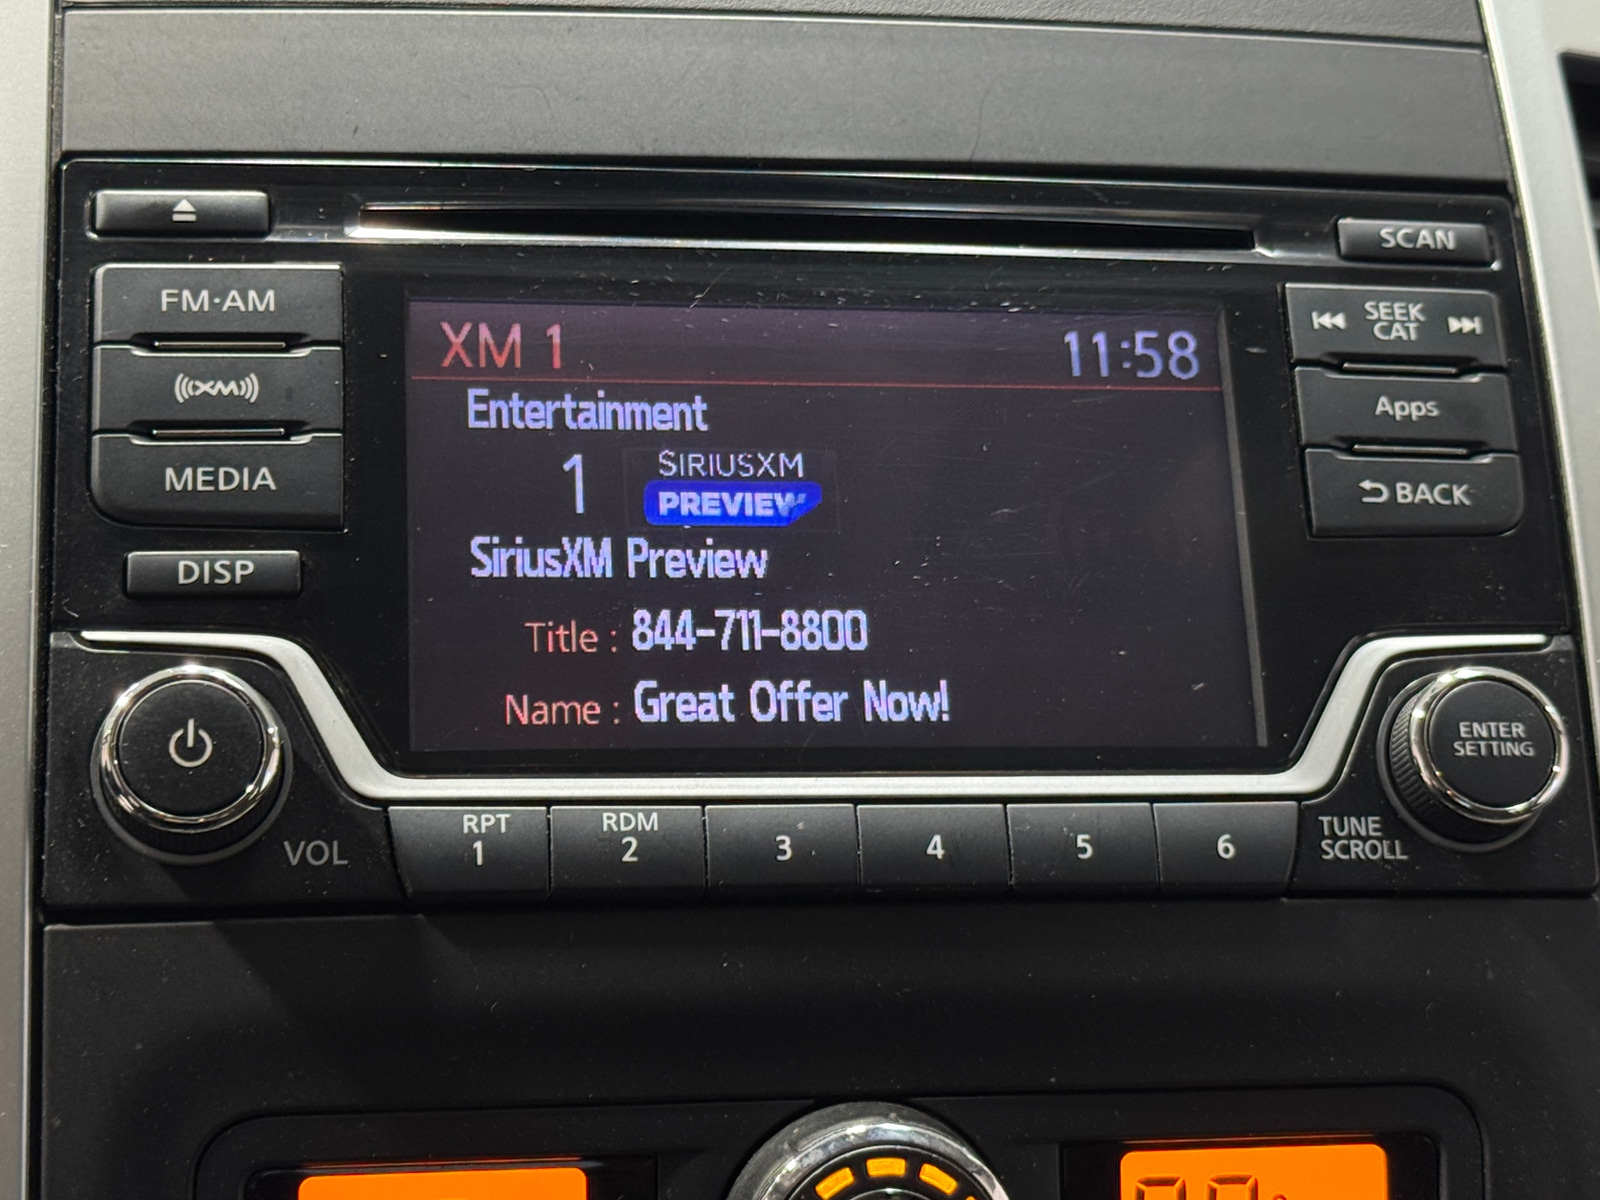 SCAN
FM·AM
XM
MEDIA
DISP
XM 1 11:58
Entertainment
1 SIRIUSXM
PREVIEW
SiriusXM Preview
Title : 844-711-8800
Name : Great Offer Now!
SEEK
CAT
Apps
BACK
VOL
RPT
1
RDM
2
3
4
5
6
TUNE
SCROLL
ENTER
SETTING